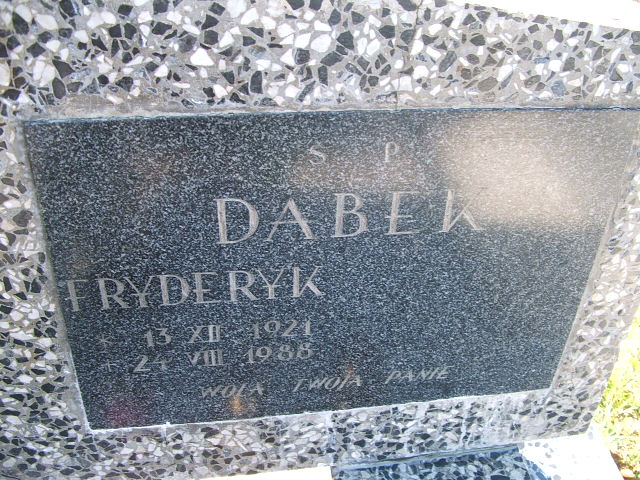 S P
DABEK
FRYDERYK
* 13 XII 1921
+ 24 VIII 1988
WOLA TWOJA PANIE